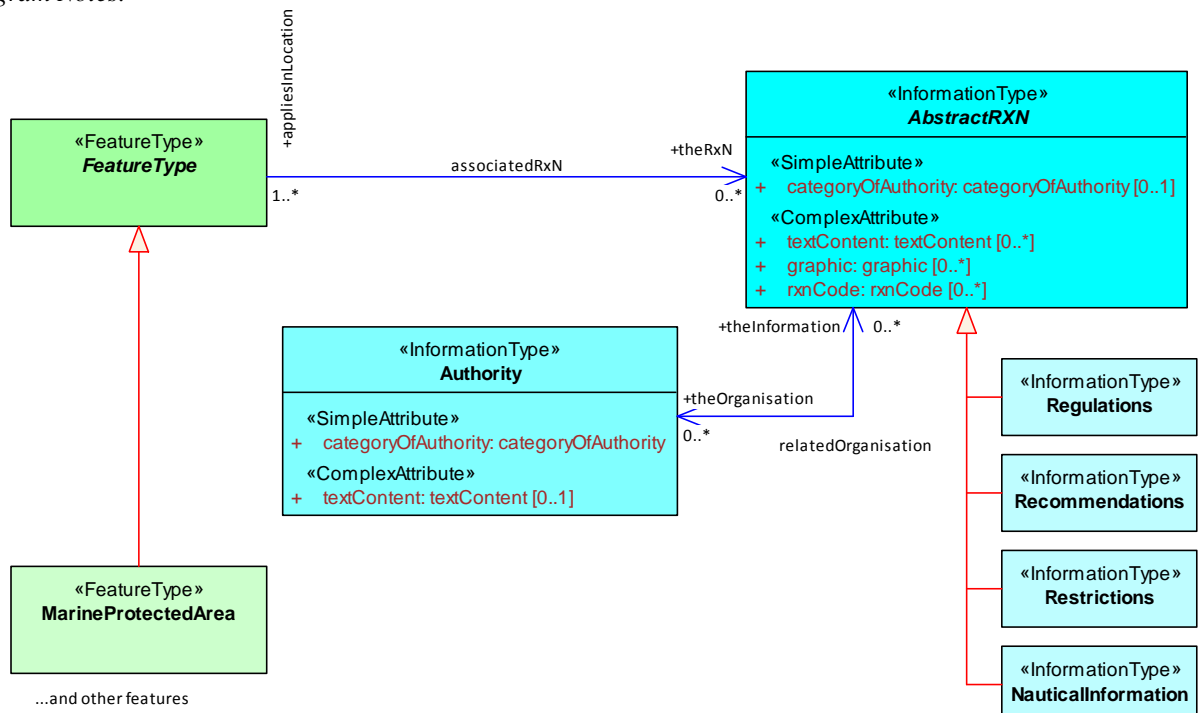 gram Notes.
+appliesInLocation
«FeatureType»
FeatureType
1..*
associatedRxN
+theRxN
0..*
«InformationType»
AbstractRXN
«SimpleAttribute»
+ categoryOfAuthority: categoryOfAuthority [0..1]
«ComplexAttribute»
+ textContent: textContent [0..*]
+ graphic: graphic [0..*]
+ rxnCode: rxnCode [0..*]
+theInformation
0..*
«InformationType»
Authority
«SimpleAttribute»
+ categoryOfAuthority: categoryOfAuthority
«ComplexAttribute»
+ textContent: textContent [0..1]
+theOrganisation
0..*
relatedOrganisation
«InformationType»
Regulations
«InformationType»
Recommendations
«InformationType»
Restrictions
«InformationType»
NauticalInformation
«FeatureType»
MarineProtectedArea
...and other features